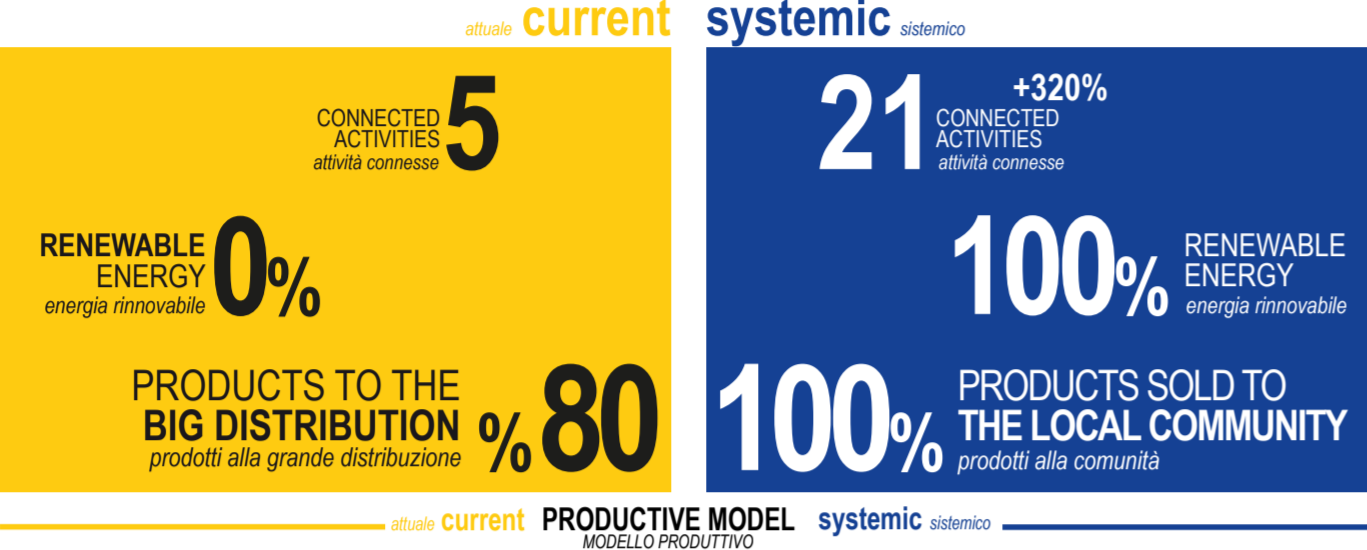 attuale current
systemic sistemico
CONNECTED
ACTIVITIES
attività connesse
5
RENEWABLE
ENERGY
energia rinnovabile
0%
PRODUCTS TO THE
BIG DISTRIBUTION
prodotti alla grande distribuzione
%80
21
+320%
CONNECTED
ACTIVITIES
attività connesse
100%
RENEWABLE
ENERGY
energia rinnovabile
100%
PRODUCTS SOLD TO
THE LOCAL COMMUNITY
prodotti alla comunità
attuale current PRODUCTIVE MODEL systemic sistemico
MODELLO PRODUTTIVO